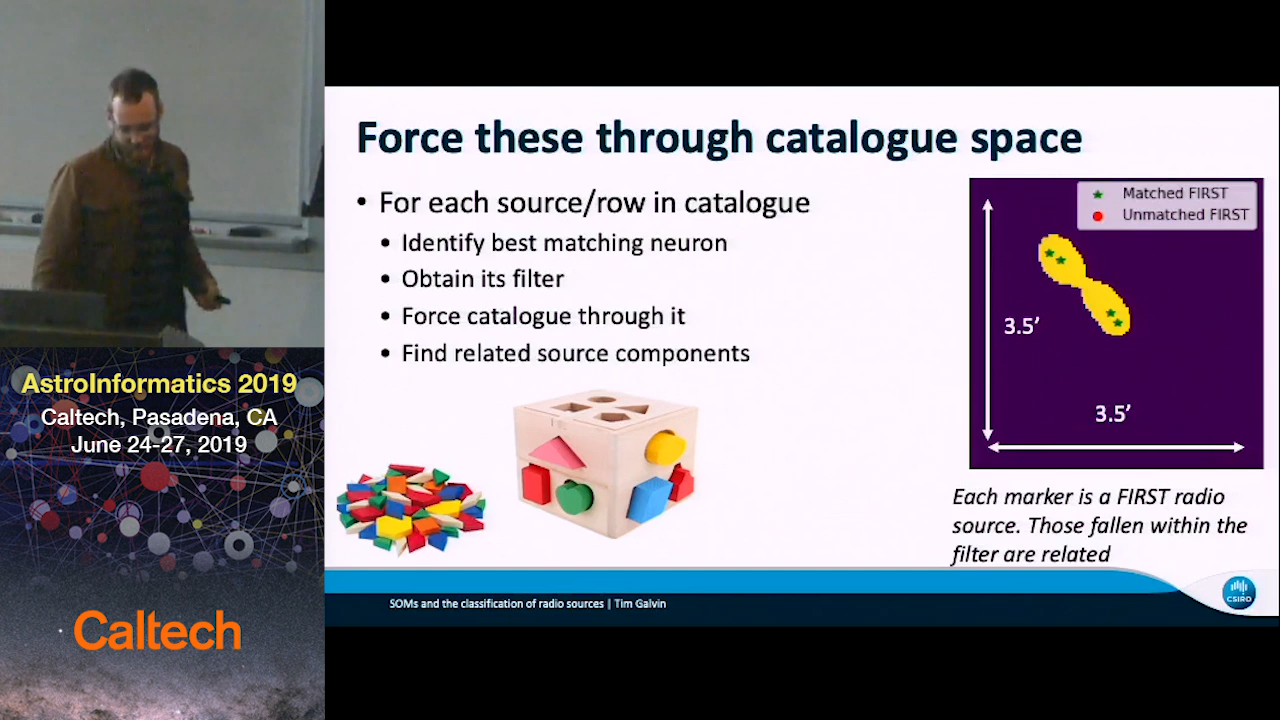 Force these through catalogue space
• For each source/row in catalogue
• Identify best matching neuron
• Obtain its filter
• Force catalogue through it
• Find related source components
Matched FIRST
Unmatched FIRST
3.5’
3.5’
Each marker is a FIRST radio
source. Those fallen within the
filter are related
SOMs and the classification of radio sources | Tim Galvin
CSIRO
AstroInformatics 2019
Caltech, Pasadena, CA
June 24-27, 2019
Caltech